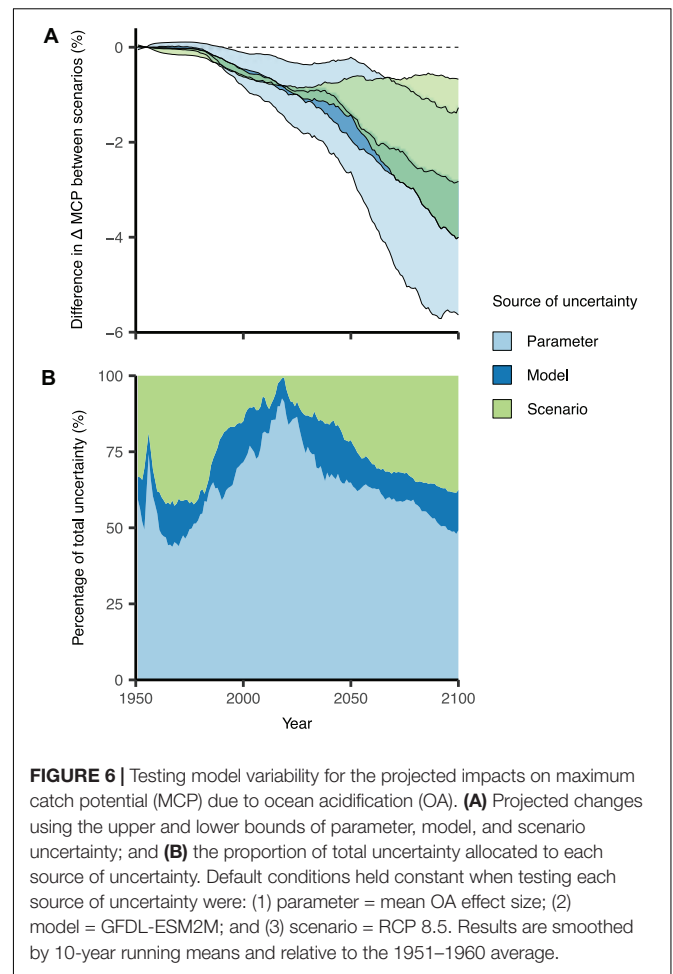 A
Difference in Δ MCP between scenarios (%)
0
−2
−4
−6
Source of uncertainty
Parameter
Model
Scenario
B
Percentage of total uncertainty (%)
100
75
50
25
0
1950
2000
2050
2100
Year
FIGURE 6 | Testing model variability for the projected impacts on maximum
catch potential (MCP) due to ocean acidification (OA). (A) Projected changes
using the upper and lower bounds of parameter, model, and scenario
uncertainty; and (B) the proportion of total uncertainty allocated to each
source of uncertainty. Default conditions held constant when testing each
source of uncertainty were: (1) parameter = mean OA effect size; (2)
model = GFDL-ESM2M; and (3) scenario = RCP 8.5. Results are smoothed
by 10-year running means and relative to the 1951–1960 average.